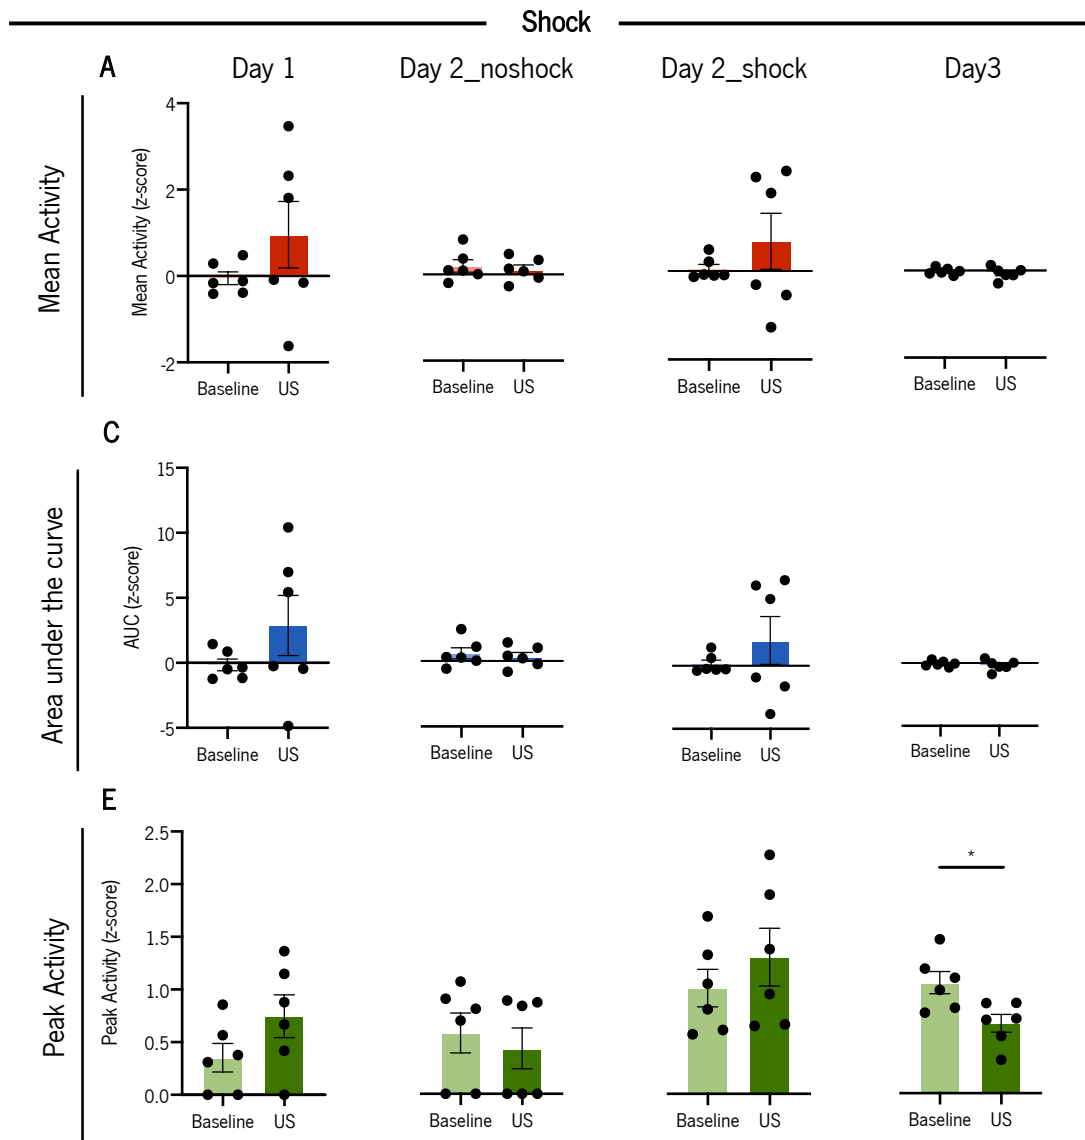 Shock
A
Day 1
Day 2_noshock
Day 2_shock
Day3
Mean Activity
Mean Activity (z-score)
4
2
0
-2
Baseline US
Baseline US
Baseline US
Baseline US
C
Area under the curve
AUC (z-score)
15
10
5
0
-5
Baseline US
Baseline US
Baseline US
Baseline US
E
Peak Activity
Peak Activity (z-score)
2.5
2.0
1.5
1.0
0.5
0.0
*
Baseline US
Baseline US
Baseline US
Baseline US